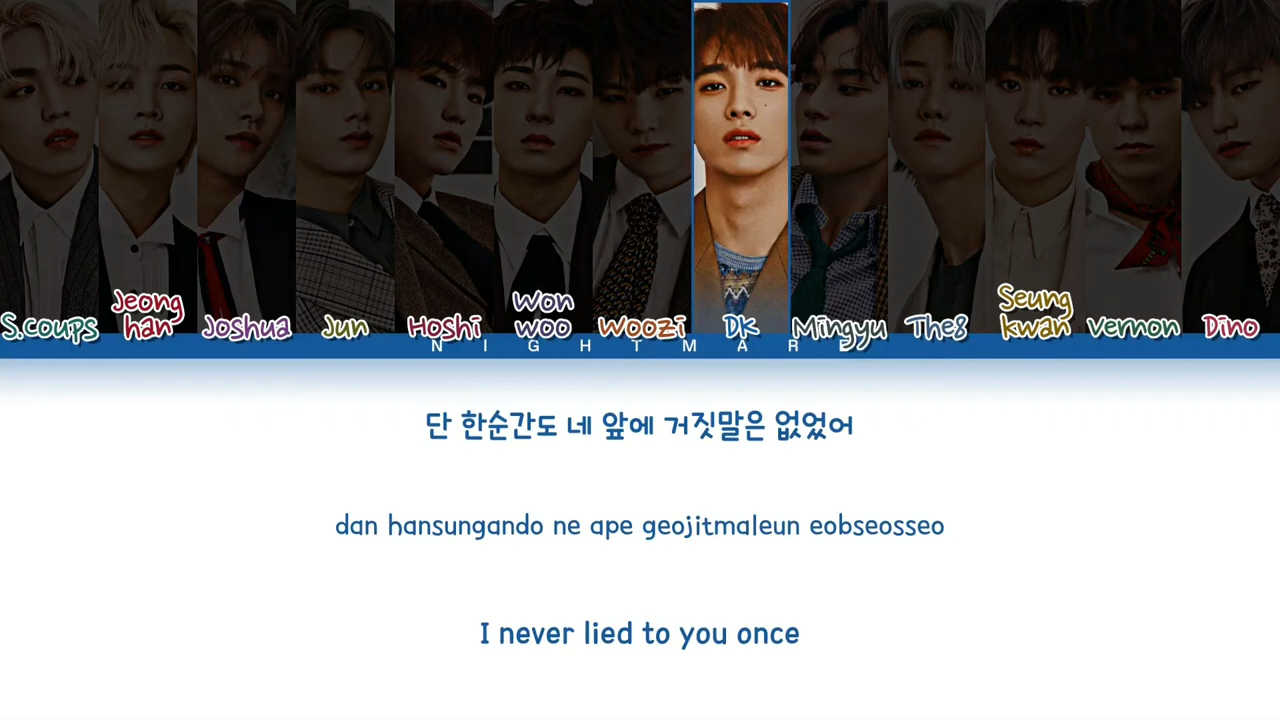 S.coups Jeong han Joshua Jun Hoshi Won woo Woozi DK Mingyu The8 Seung kwan Vernon Dino
N I G H T M A R
단 한순간도 네 앞에 거짓말은 없었어
dan hansungando ne ape geojitmaleun eobseosseo
I never lied to you once